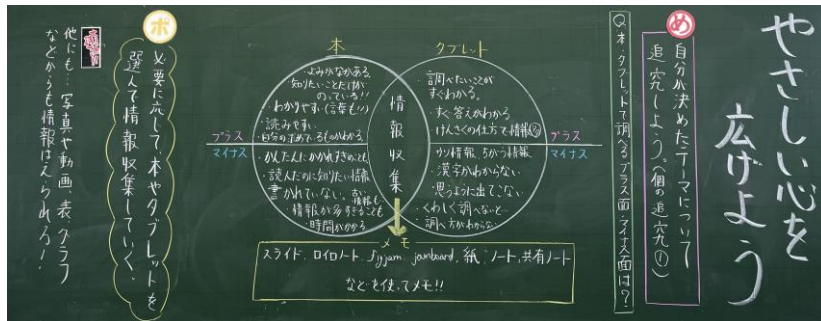 やさしい心を
広げよう
め
自分が決めたテーマについて
追究しよう。(個の追究①)
Q.本・タブレットで調べるプラス面・マイナス面は?
タブレット
・調べたいことが
すぐわかる。
・すぐ答えがわかる
けんさくの仕方で情報
プラス
マイナス
ウソ情報、ちがう情報
・漢字がわからない
・思うように出てこない
・くわしく調べないと…
・調べ方がわからない
情報収集
本
・よみがながある。
・知りたいことだけが
のっている!!
・わかりやすい(言葉も!!)
・読みやすい
・自分の求めているものがわかる。
プラス
マイナス
・かんたんにかかれすぎのことも
・読んだのに知りたい情報
書かれていない。古い情報も
・情報が多すぎることも
・時間がかかる
メモ
スライド、ロイロノート、figjam、jamboard、紙、ノート、共有ノート
などを使ってメモ!!
ポ
必要に応じて、本やタブレットを
選んで情報収集していく。
他にも…写真や動画、表、グラフ
などからも情報はえられる!